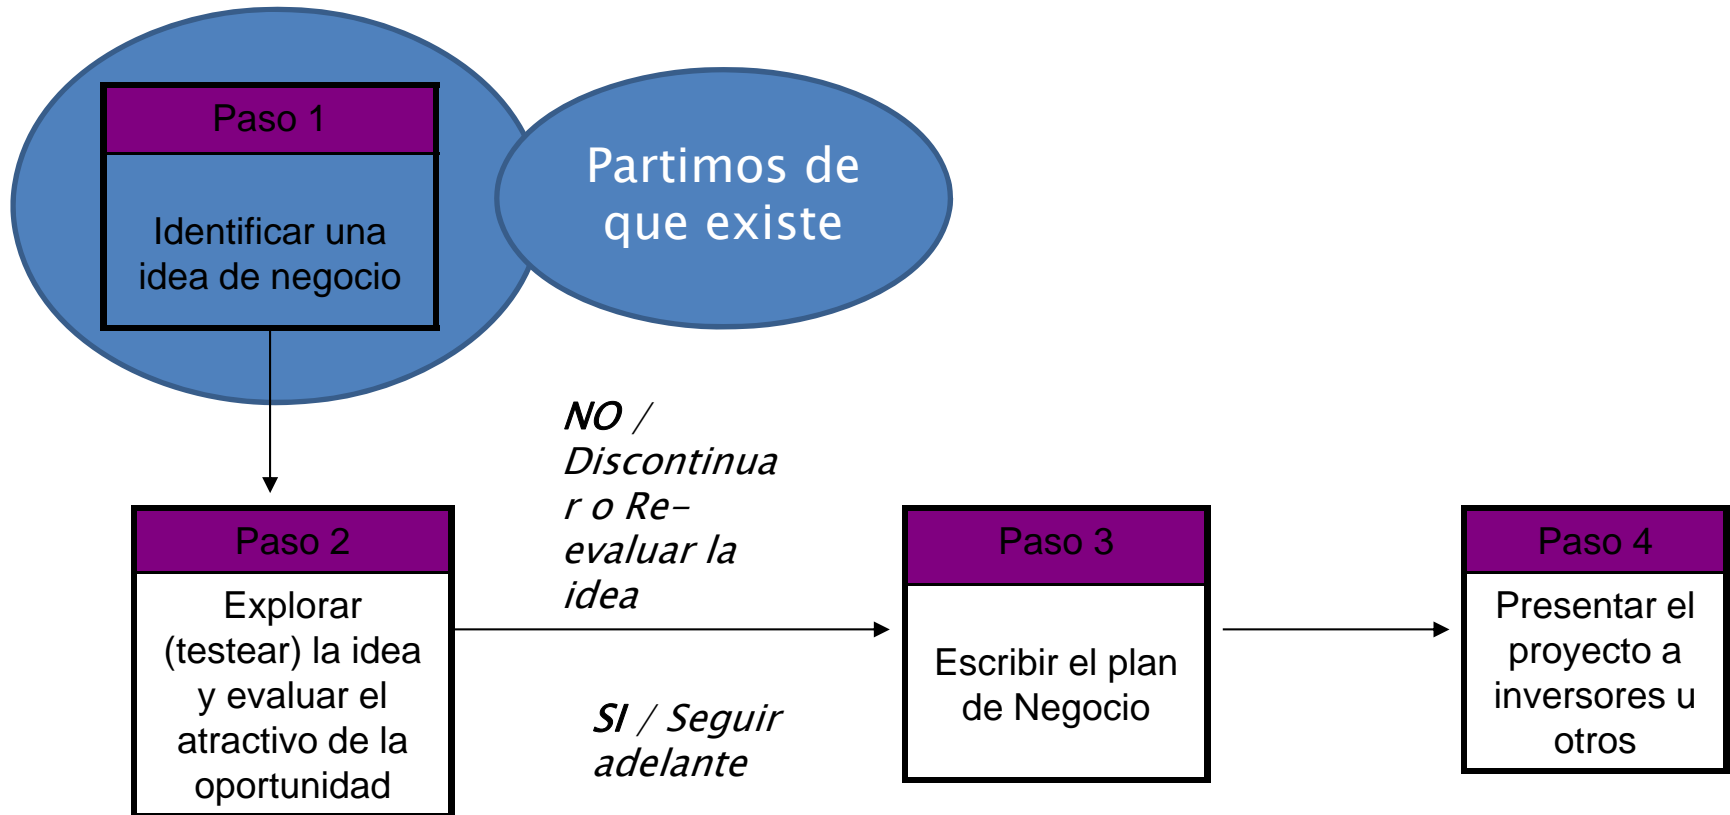 Paso 1
Identificar una
idea de negocio
Partimos de
que existe
NO /
Discontinua
r o Re-
evaluar la
idea
SI / Seguir
adelante
Paso 2
Explorar
(testear) la idea
y evaluar el
atractivo de la
oportunidad
Paso 3
Escribir el plan
de Negocio
Paso 4
Presentar el
proyecto a
inversores u
otros